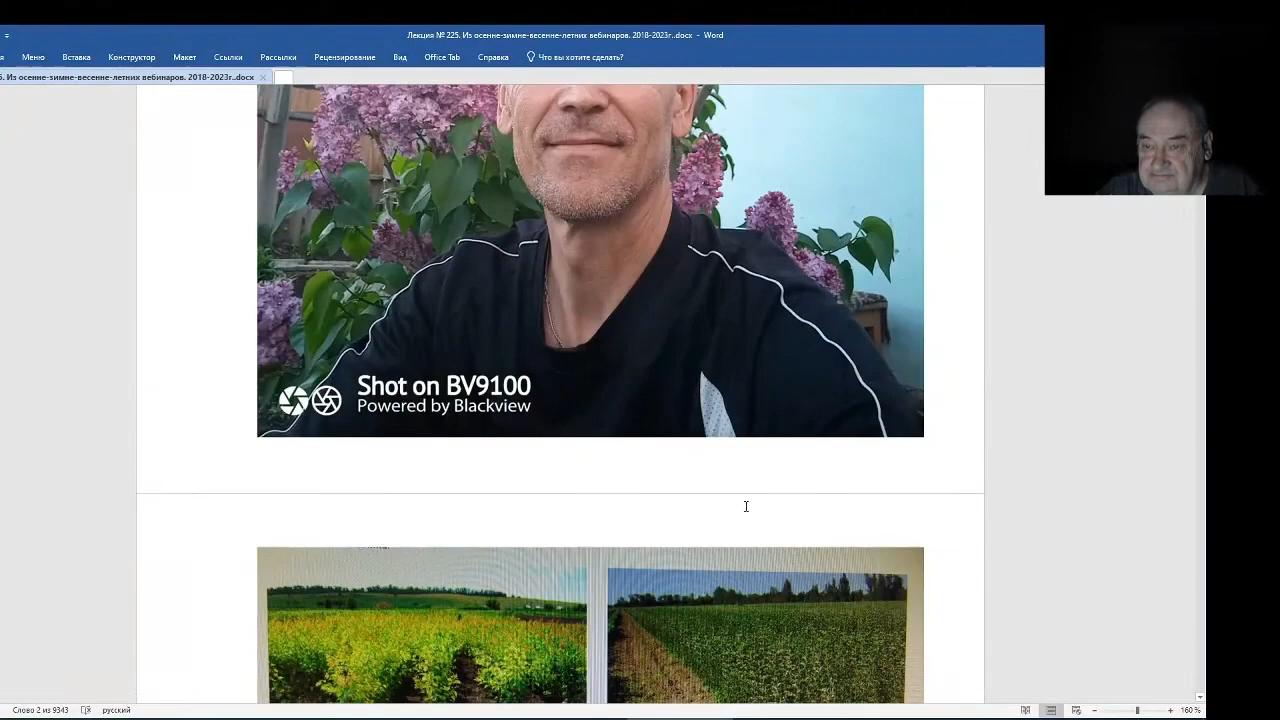 Лекция № 225. Из осенне-зимне-весенне-летних вебинаров. 2018-2023г..docx - Word
Меню Вставка Конструктор Макет Ссылки Рассылки Рецензирование Вид Office Tab Справка Что вы хотите сделать?
. Из осенне-зимне-весенне-летних вебинаров. 2018-2023г..docx
Shot on BV9100
Powered by Blackview
Слово 2 из 9343 русский 160 %